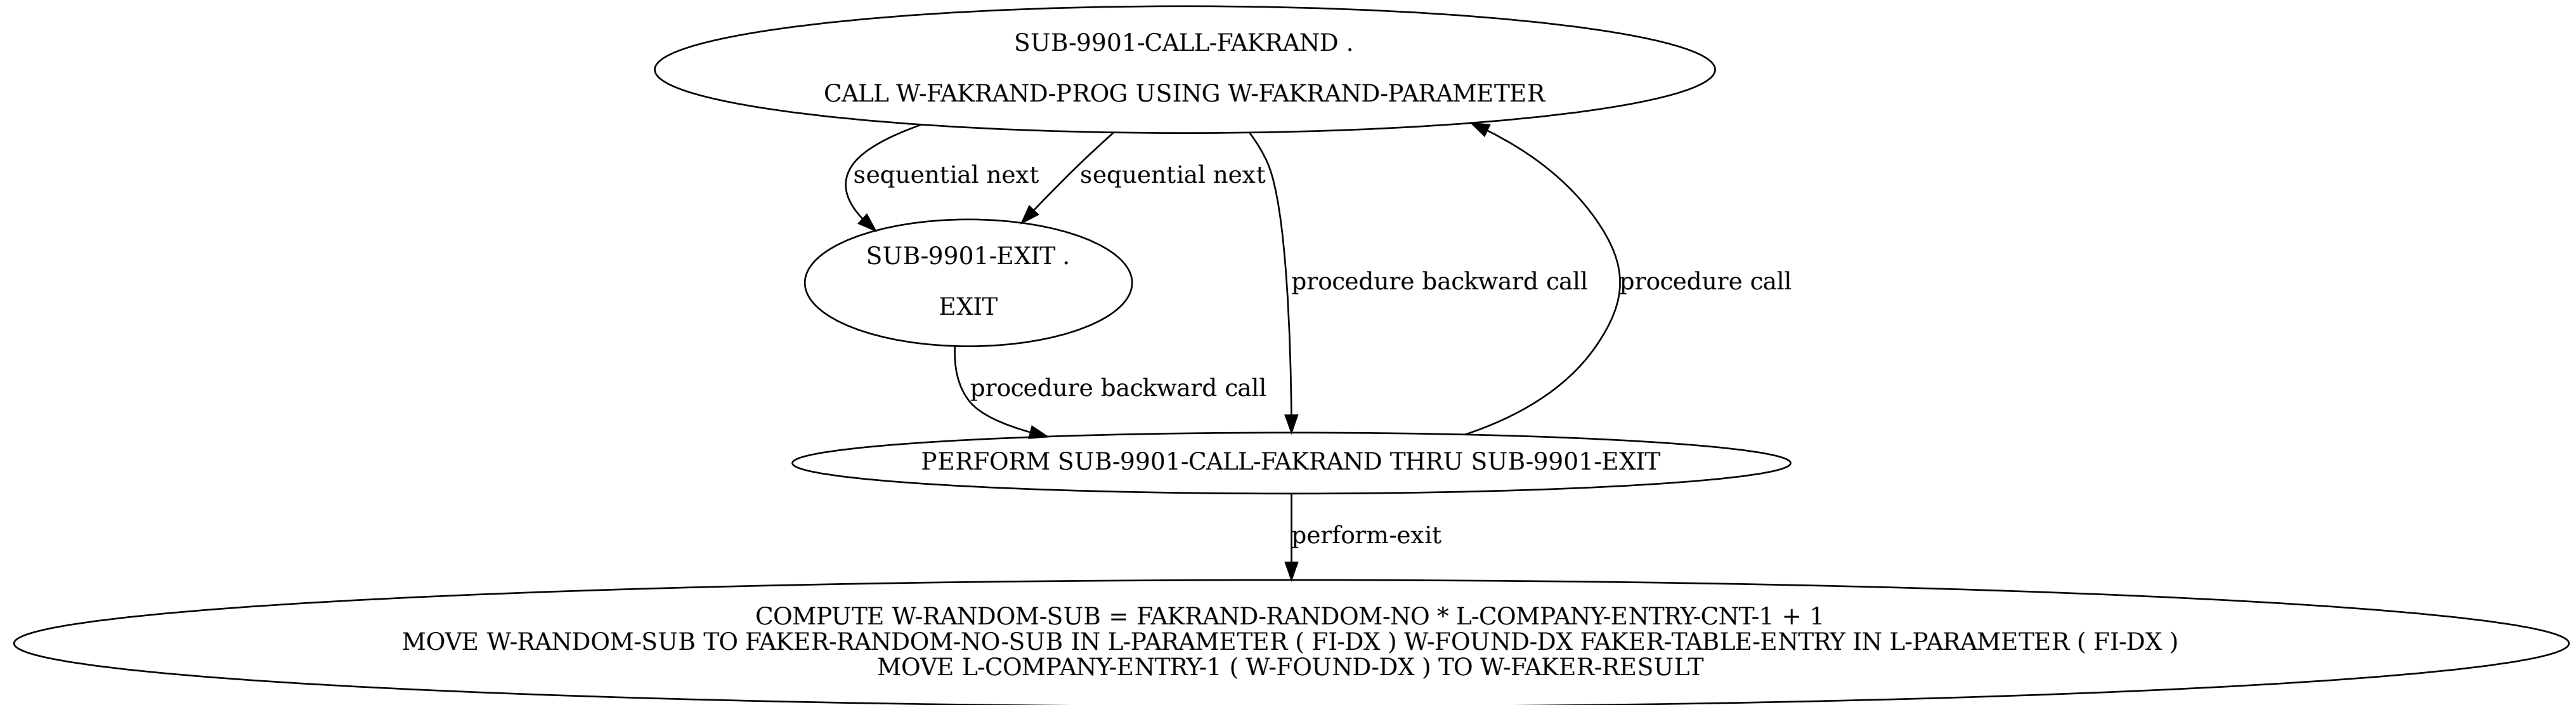 SUB-9901-CALL-FAKRAND .
CALL W-FAKRAND-PROG USING W-FAKRAND-PARAMETER
sequential next
sequential next
SUB-9901-EXIT .
EXIT
procedure backward call
procedure call
procedure backward call
PERFORM SUB-9901-CALL-FAKRAND THRU SUB-9901-EXIT
perform-exit
COMPUTE W-RANDOM-SUB = FAKRAND-RANDOM-NO * L-COMPANY-ENTRY-CNT-1 + 1
MOVE W-RANDOM-SUB TO FAKER-RANDOM-NO-SUB IN L-PARAMETER ( FI-DX ) W-FOUND-DX FAKER-TABLE-ENTRY IN L-PARAMETER ( FI-DX )
MOVE L-COMPANY-ENTRY-1 ( W-FOUND-DX ) TO W-FAKER-RESULT